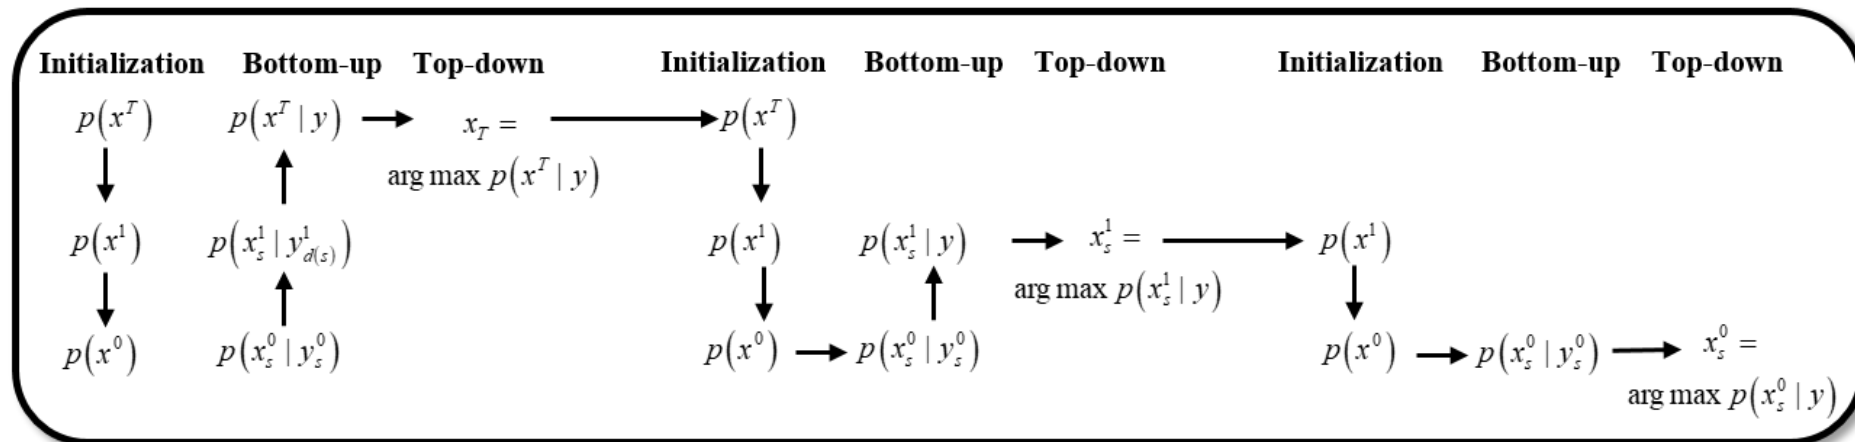 Initialization Bottom-up Top-down Initialization Bottom-up Top-down Initialization Bottom-up Top-down
p(x^T) p(x^T | y) → x_T = → p(x^T)
↓ ↑ arg max p(x^T | y) ↓
p(x^1) p(x_s^1 | y_{d(s)}^1) p(x^1) p(x_s^1 | y) → x_s^1 = → p(x^1)
↓ ↑ ↓ ↑ arg max p(x_s^1 | y) ↓
p(x^0) p(x_s^0 | y_s^0) p(x^0) → p(x_s^0 | y_s^0) p(x^0) → p(x_s^0 | y_s^0) → x_s^0 =
arg max p(x_s^0 | y)